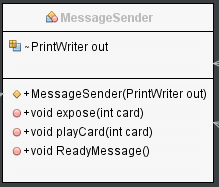 MessageSender
~PrintWriter out
+MessageSender(PrintWriter out)
+void expose(int card)
+void playCard(int card)
+void ReadyMessage()